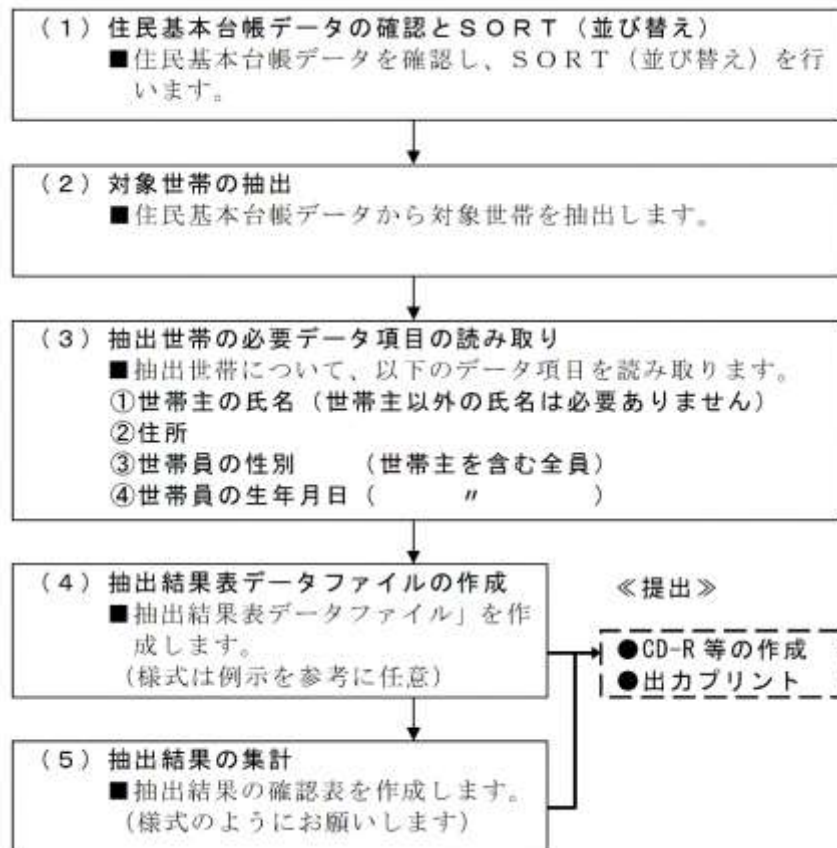 （１）住民基本台帳データの確認とＳＯＲＴ（並び替え）
■住民基本台帳データを確認し、ＳＯＲＴ（並び替え）を行
います。
（２）対象世帯の抽出
■住民基本台帳データから対象世帯を抽出します。
（３）抽出世帯の必要データ項目の読み取り
■抽出世帯について、以下のデータ項目を読み取ります。
①世帯主の氏名（世帯主以外の氏名は必要ありません）
②住所
③世帯員の性別　　（世帯主を含む全員）
④世帯員の生年月日（　　　〃　　　　）
（４）抽出結果表データファイルの作成
■抽出結果表データファイル」を作
成します。
（様式は例示を参考に任意）
≪提出≫
●CD-R 等の作成
●出力プリント
（５）抽出結果の集計
■抽出結果の確認表を作成します。
（様式のようにお願いします）